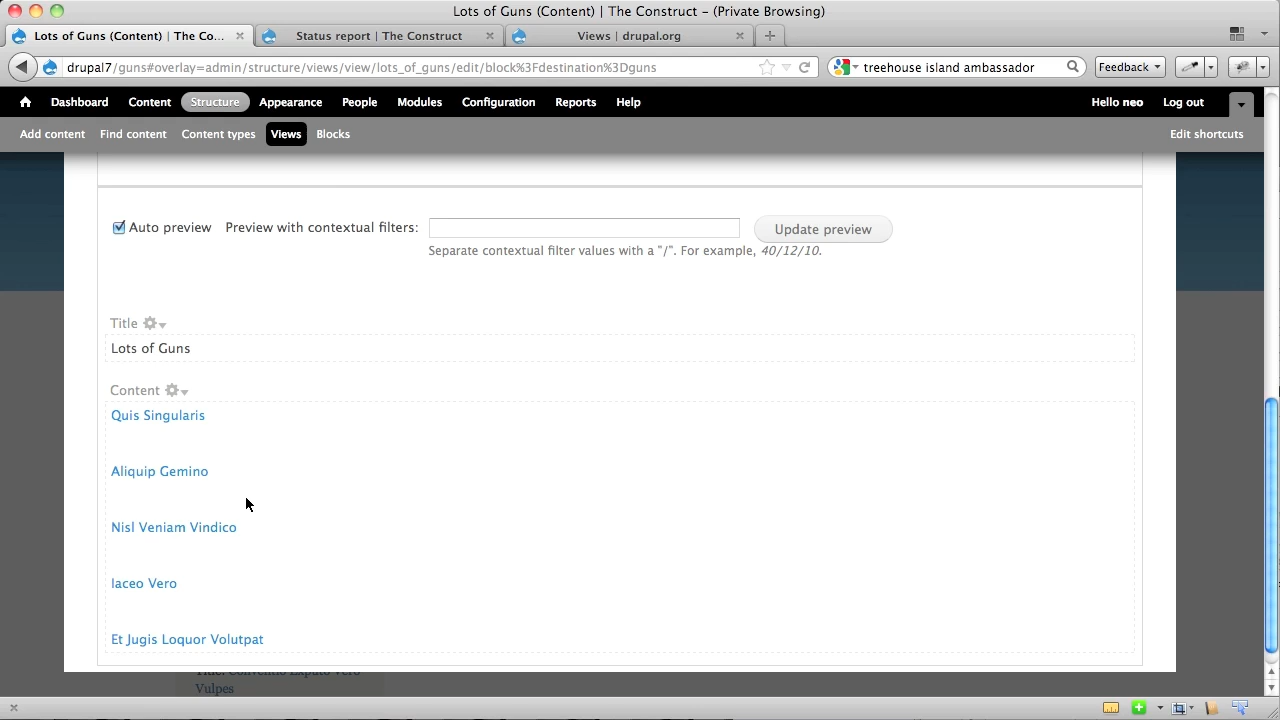 Lots of Guns (Content) | The Construct – (Private Browsing)
Lots of Guns (Content) | The Co...
Status report | The Construct
Views | drupal.org
drupal7/guns#overlay=admin/structure/views/view/lots_of_guns/edit/block%3Fdestination%3Dguns
treehouse island ambassador
Feedback
Dashboard Content Structure Appearance People Modules Configuration Reports Help
Hello neo Log out
Add content Find content Content types Views Blocks
Edit shortcuts
Auto preview Preview with contextual filters:
Update preview
Separate contextual filter values with a "/". For example, 40/12/10.
Title
Lots of Guns
Content
Quis Singularis
Aliquip Gemino
Nisl Veniam Vindico
Iaceo Vero
Et Jugis Loquor Volutpat
Title: Conventio Exputo Vero
Vulpes